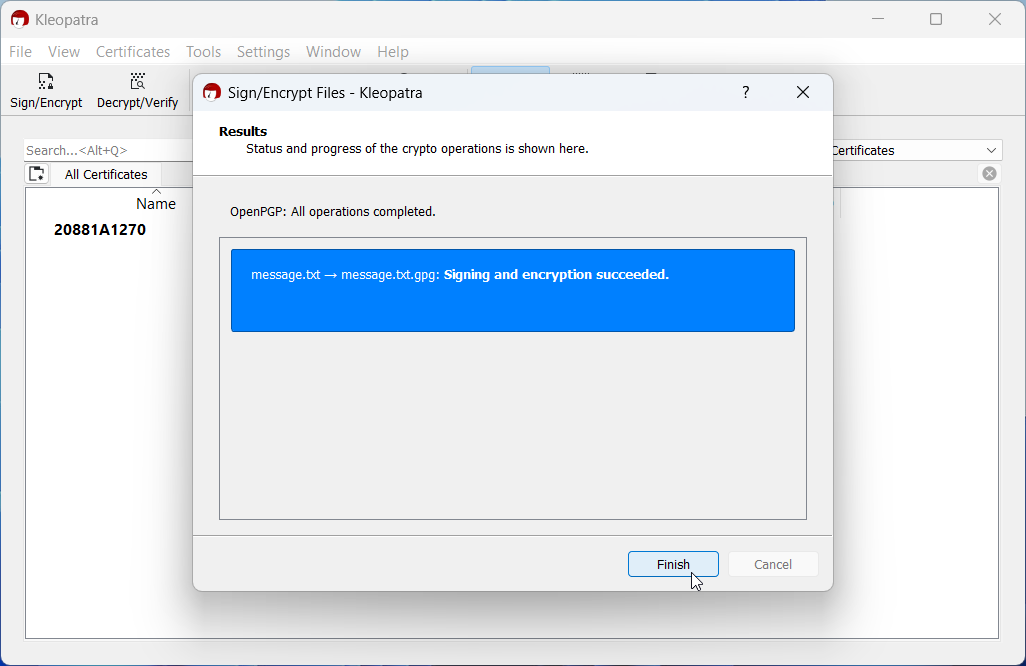 Kleopatra
File View Certificates Tools Settings Window Help
Sign/Encrypt Decrypt/Verify
Sign/Encrypt Files - Kleopatra ?
Results
Status and progress of the crypto operations is shown here.
Search...<Alt+Q>
Certificates
All Certificates
Name
20881A1270
OpenPGP: All operations completed.
message.txt → message.txt.gpg: Signing and encryption succeeded.
Finish Cancel